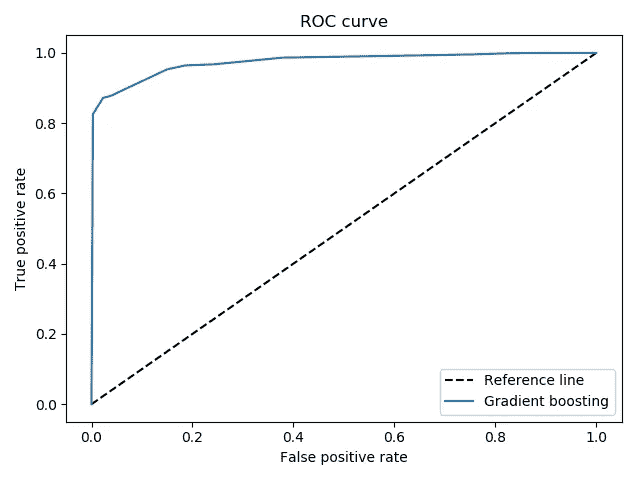 ROC curve
1.0
0.8
0.6
0.4
0.2
0.0
True positive rate
0.0 0.2 0.4 0.6 0.8 1.0
False positive rate
Reference line
Gradient boosting